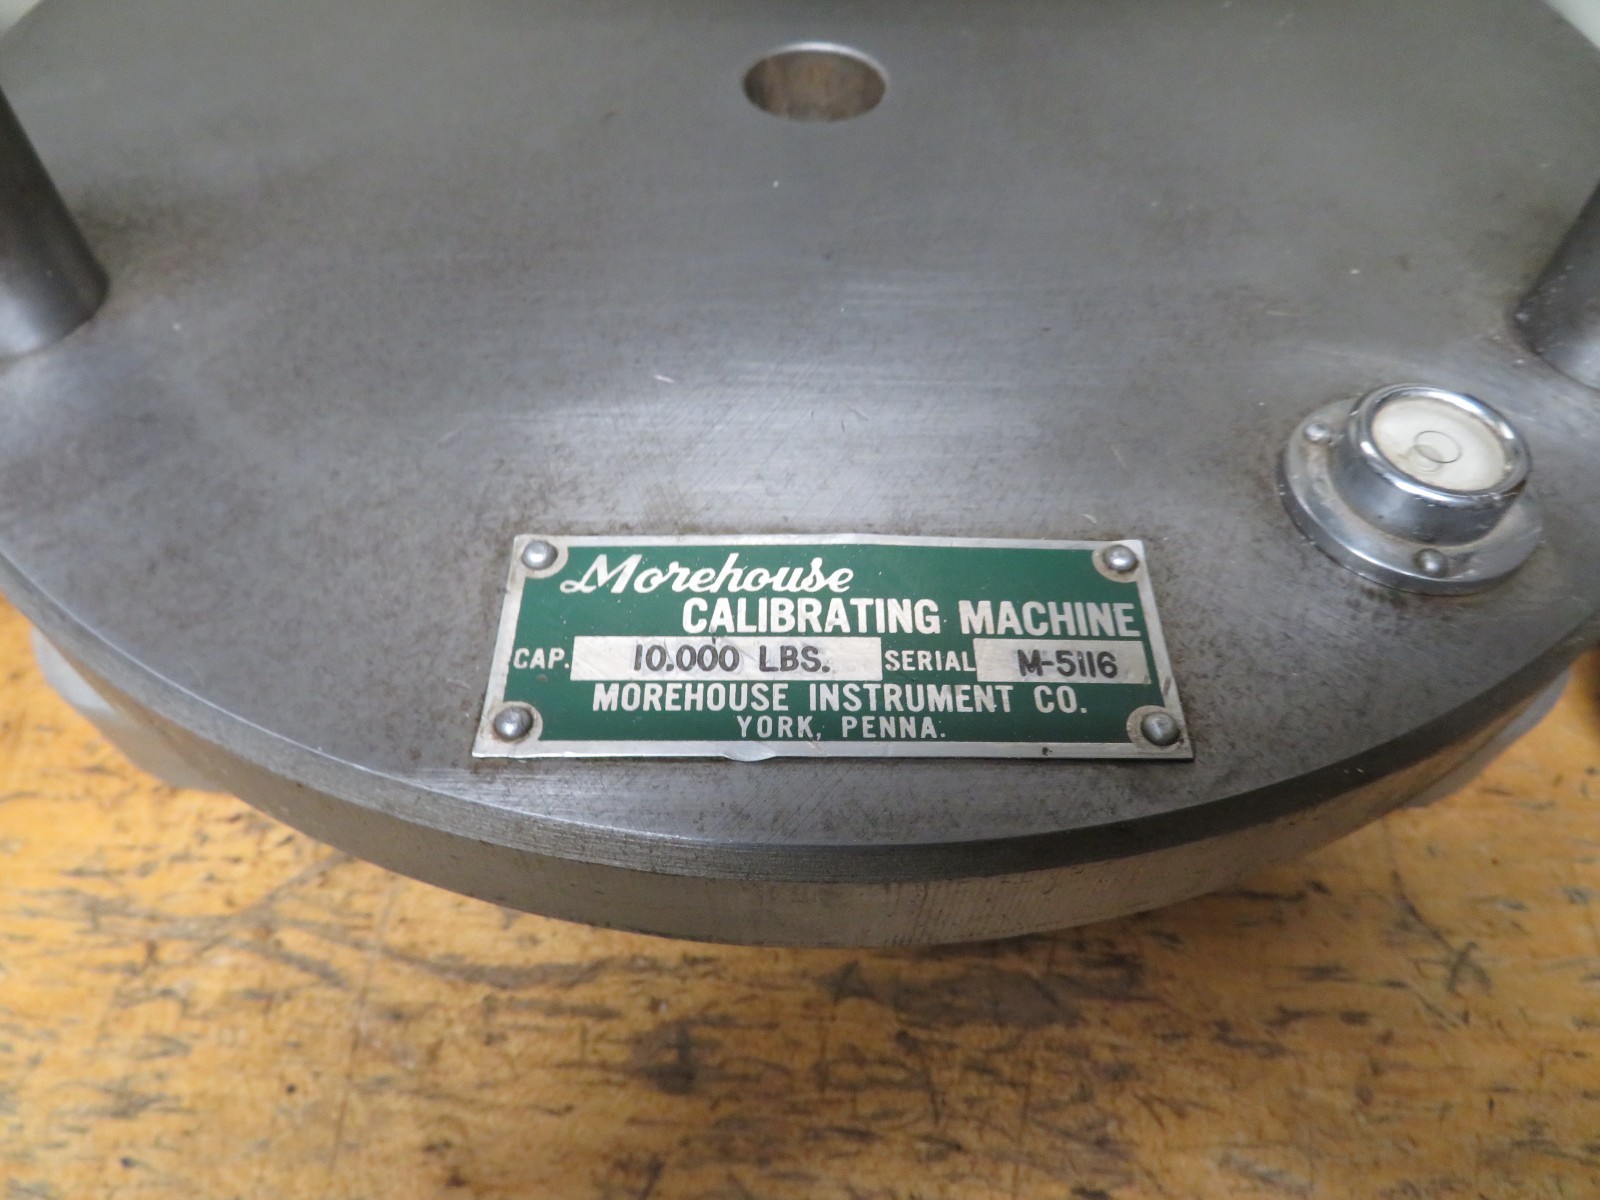 Morehouse
CALIBRATING MACHINE
CAP. 10.000 LBS. SERIAL M-5116
MOREHOUSE INSTRUMENT CO.
YORK, PENNA.